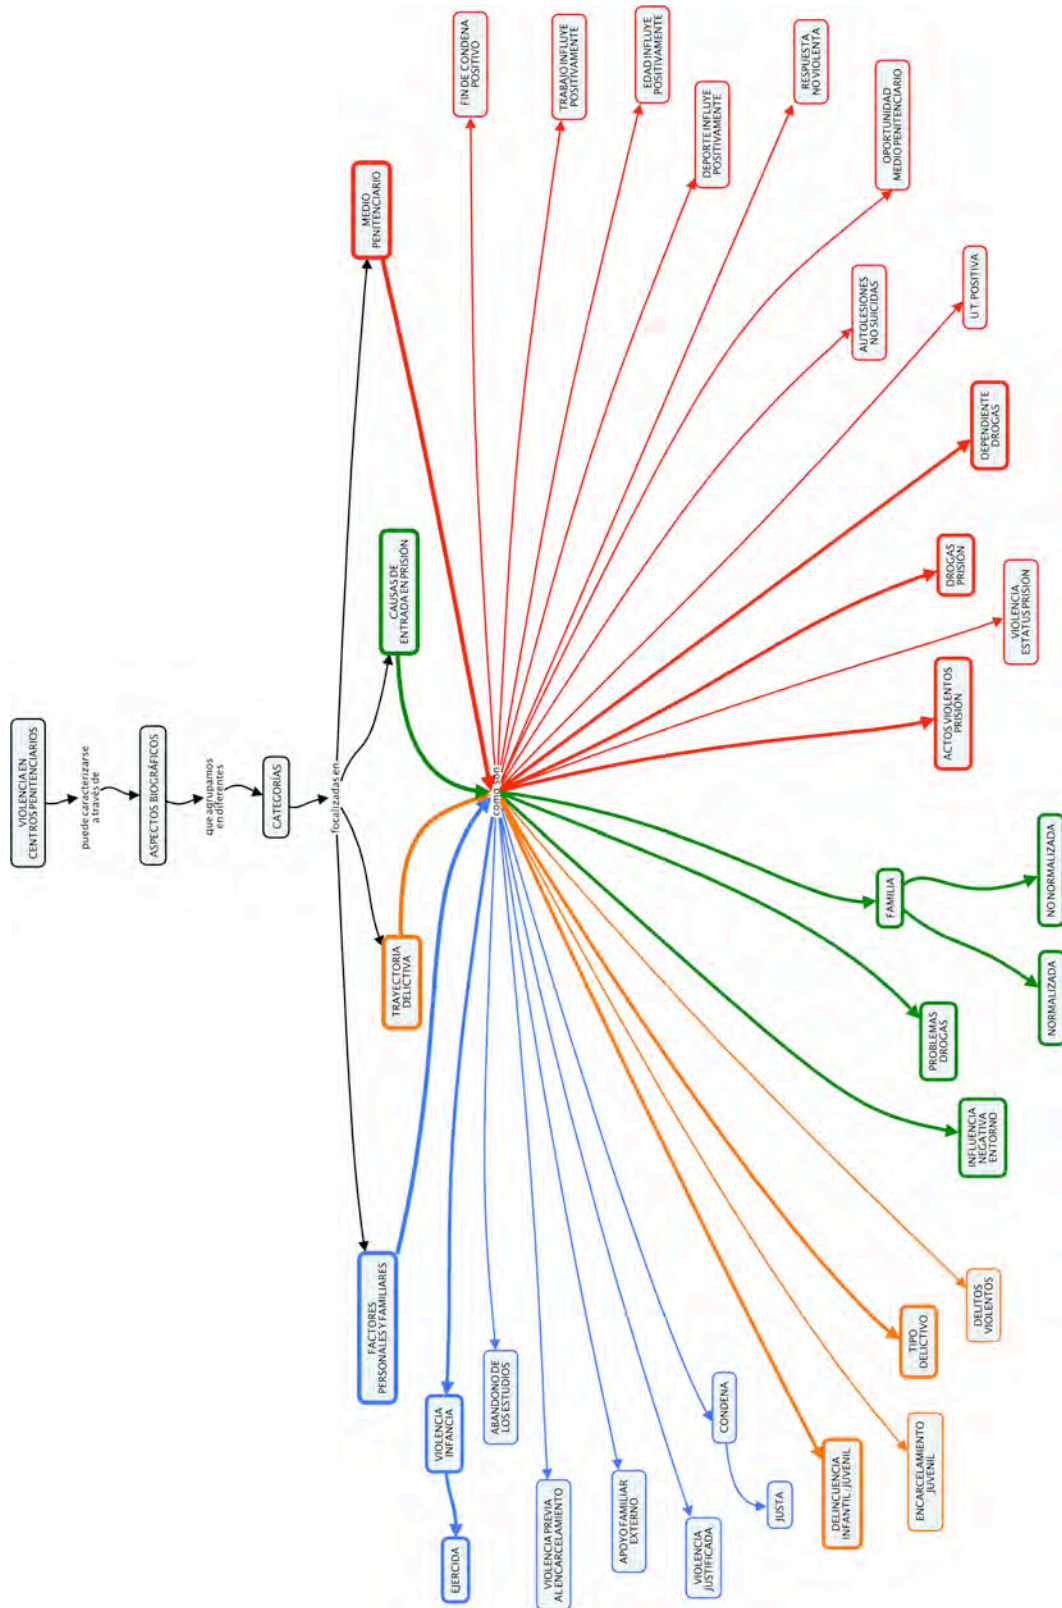 VIOLENCIA EN
CENTROS PENITENCIARIOS
puede caracterizarse
a través de
ASPECTOS BIOGRÁFICOS
que agrupamos
en diferentes
CATEGORÍAS
focalizadas en
FACTORES
PERSONALES Y FAMILIARES
TRAYECTORIA
DELICTIVA
CAUSAS DE
ENTRADA EN PRISIÓN
MEDIO
PENITENCIARIO
como son
VIOLENCIA
INFANCIA
EJERCIDA
ABANDONO DE
LOS ESTUDIOS
VIOLENCIA PREVIA
AL ENCARCELAMIENTO
APOYO FAMILIAR
EXTERNO
VIOLENCIA
JUSTIFICADA
CONDENA
JUSTA
DELINCUENCIA
INFANTIL - JUVENIL
ENCARCELAMIENTO
JUVENIL
TIPO
DELICTIVO
DELITOS
VIOLENTOS
INFLUENCIA
NEGATIVA
ENTORNO
PROBLEMAS
DROGAS
FAMILIA
NORMALIZADA
NO NORMALIZADA
ACTOS VIOLENTOS
PRISIÓN
VIOLENCIA
ESTATUS PRISIÓN
DROGAS
PRISIÓN
DEPENDIENTE
DROGAS
U.T. POSITIVA
AUTOLESIONES
NO SUICIDAS
OPORTUNIDAD
MEDIO PENITENCIARIO
RESPUESTA
NO VIOLENTA
DEPORTE INFLUYE
POSITIVAMENTE
EDAD INFLUYE
POSITIVAMENTE
TRABAJO INFLUYE
POSITIVAMENTE
FIN DE CONDENA
POSITIVO